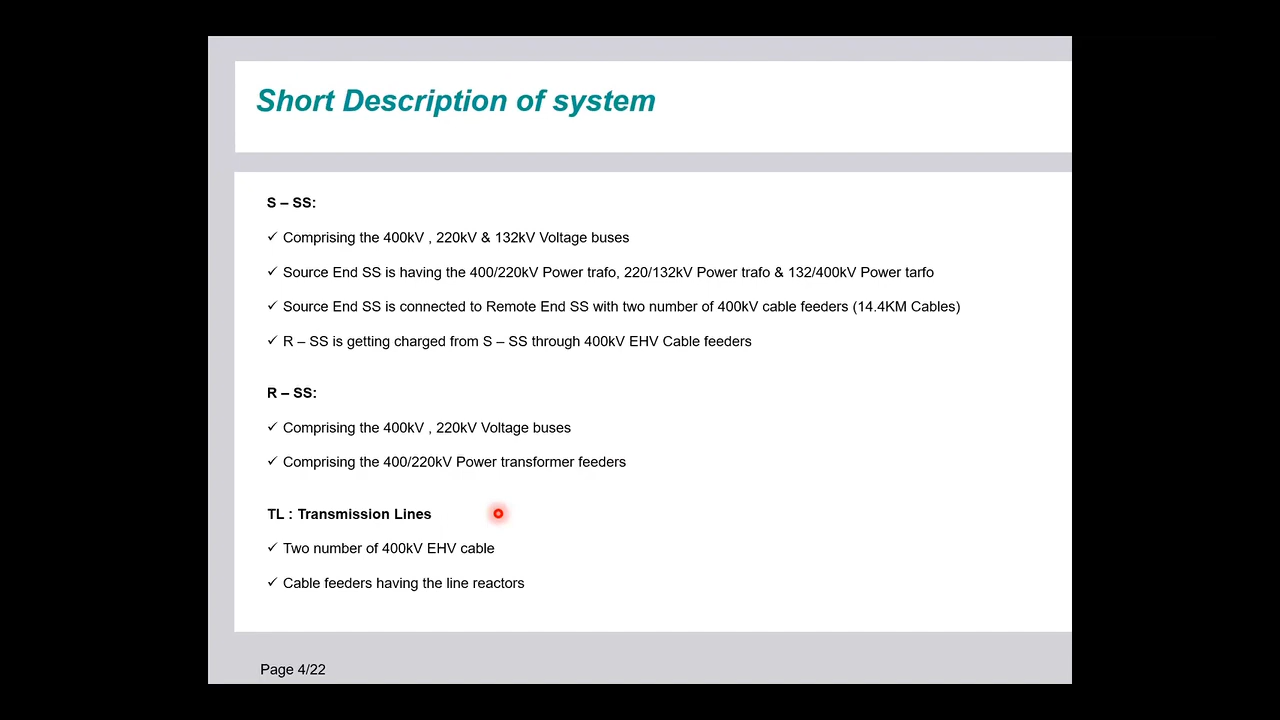 Short Description of system
S – SS:
✓ Comprising the 400kV , 220kV & 132kV Voltage buses
✓ Source End SS is having the 400/220kV Power trafo, 220/132kV Power trafo & 132/400kV Power tarfo
✓ Source End SS is connected to Remote End SS with two number of 400kV cable feeders (14.4KM Cables)
✓ R – SS is getting charged from S – SS through 400kV EHV Cable feeders
R – SS:
✓ Comprising the 400kV , 220kV Voltage buses
✓ Comprising the 400/220kV Power transformer feeders
TL : Transmission Lines
✓ Two number of 400kV EHV cable
✓ Cable feeders having the line reactors
Page 4/22